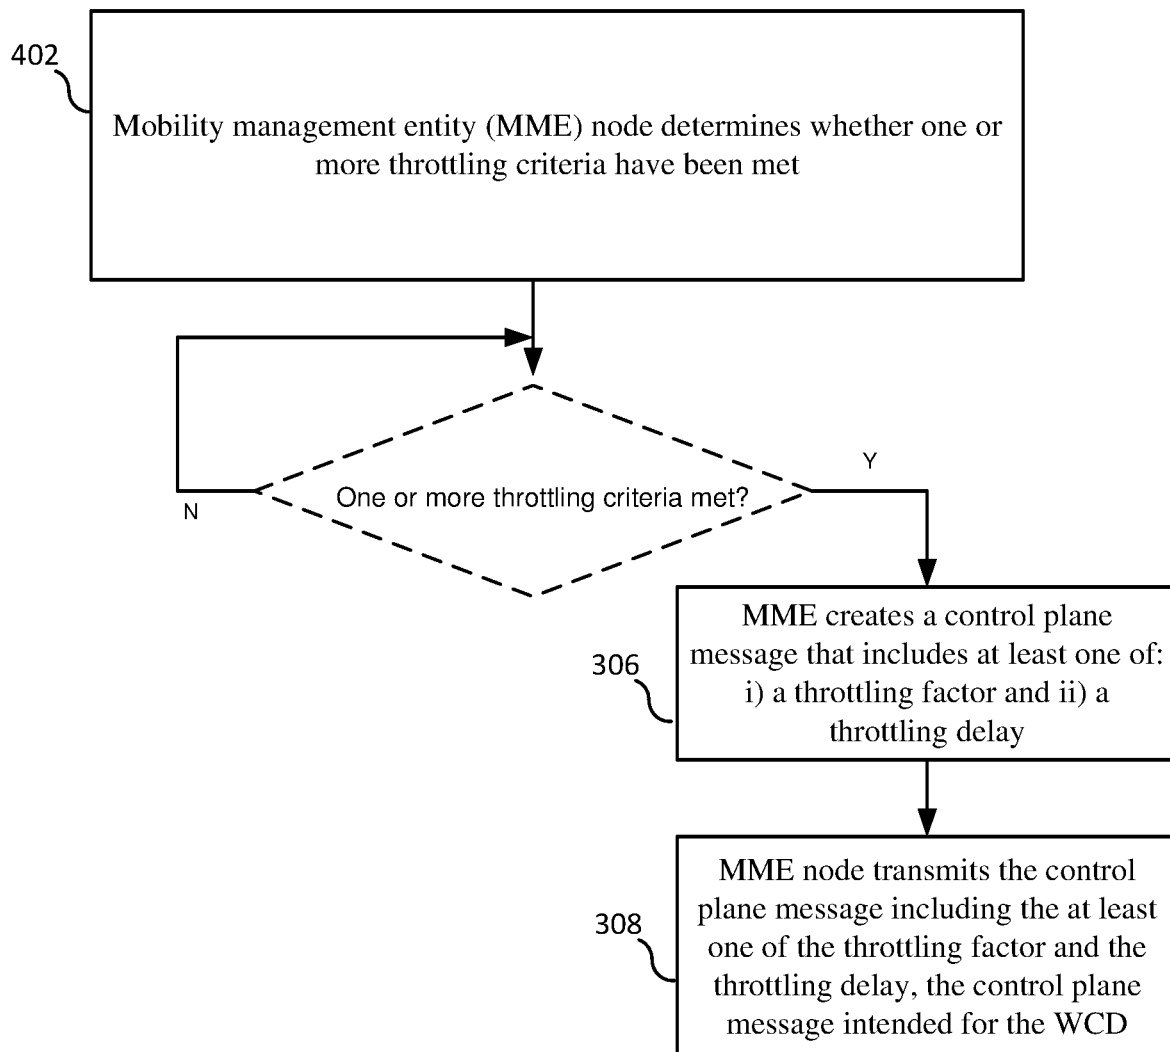 402
Mobility management entity (MME) node determines whether one or
more throttling criteria have been met
One or more throttling criteria met?
Y
N
306
MME creates a control plane
message that includes at least one of:
i) a throttling factor and ii) a
throttling delay
308
MME node transmits the control
plane message including the at least
one of the throttling factor and the
throttling delay, the control plane
message intended for the WCD